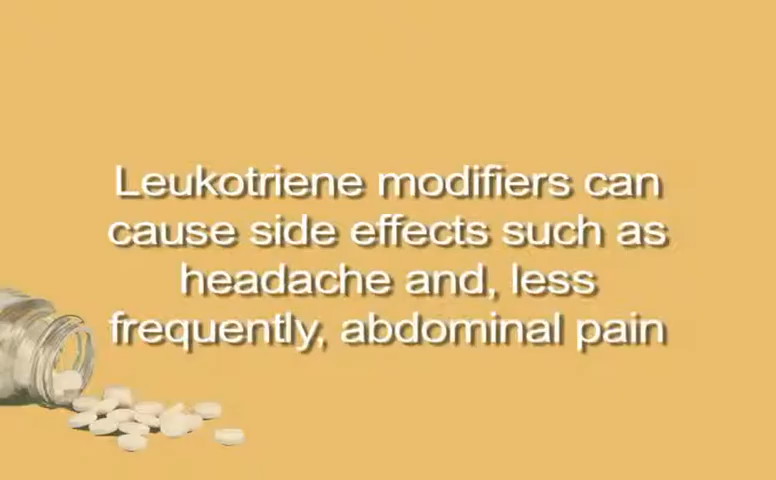 Leukotriene modifiers can
cause side effects such as
headache and, less
frequently, abdominal pain